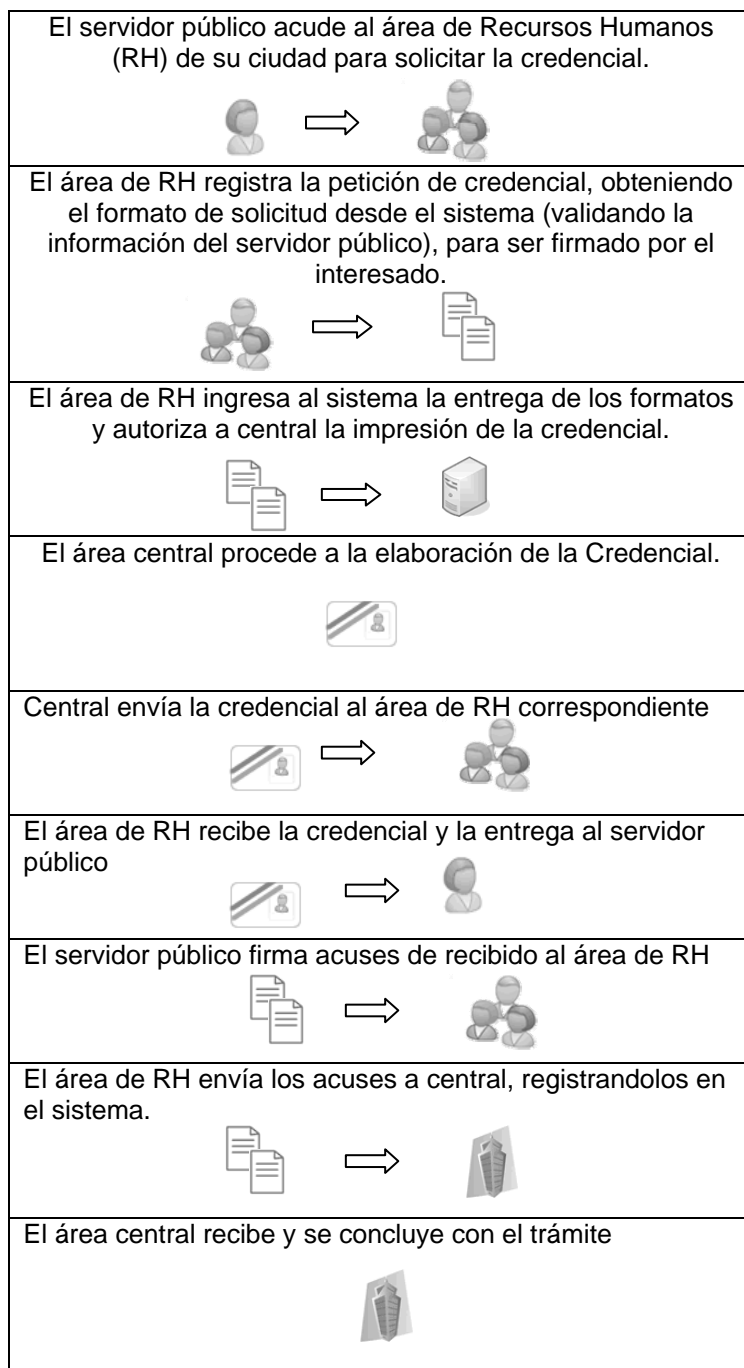 El servidor público acude al área de Recursos Humanos
(RH) de su ciudad para solicitar la credencial.
El área de RH registra la petición de credencial, obteniendo
el formato de solicitud desde el sistema (validando la
información del servidor público), para ser firmado por el
interesado.
El área de RH ingresa al sistema la entrega de los formatos
y autoriza a central la impresión de la credencial.
El área central procede a la elaboración de la Credencial.
Central envía la credencial al área de RH correspondiente
El área de RH recibe la credencial y la entrega al servidor
público
El servidor público firma acuses de recibido al área de RH
El área de RH envía los acuses a central, registrandolos en
el sistema.
El área central recibe y se concluye con el trámite